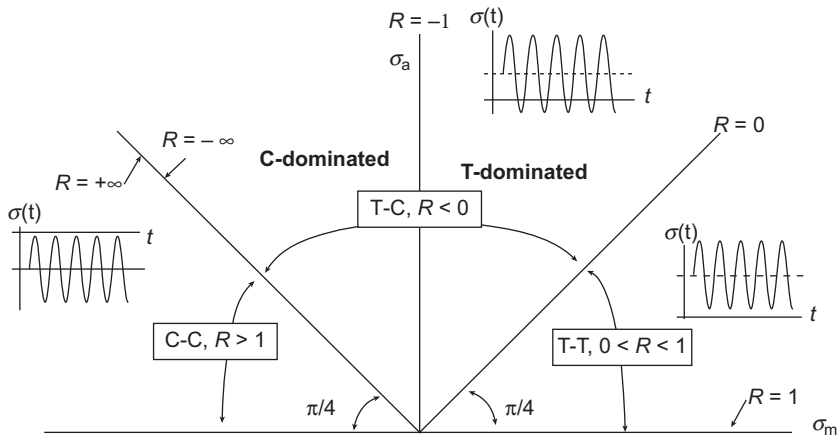 R = −1
σ(t)
σa
t
R = 0
R = − ∞
C-dominated
T-dominated
R = +∞
T-C, R < 0
σ(t)
t
σ(t)
t
C-C, R > 1
T-T, 0 < R < 1
π/4
π/4
R = 1
σm